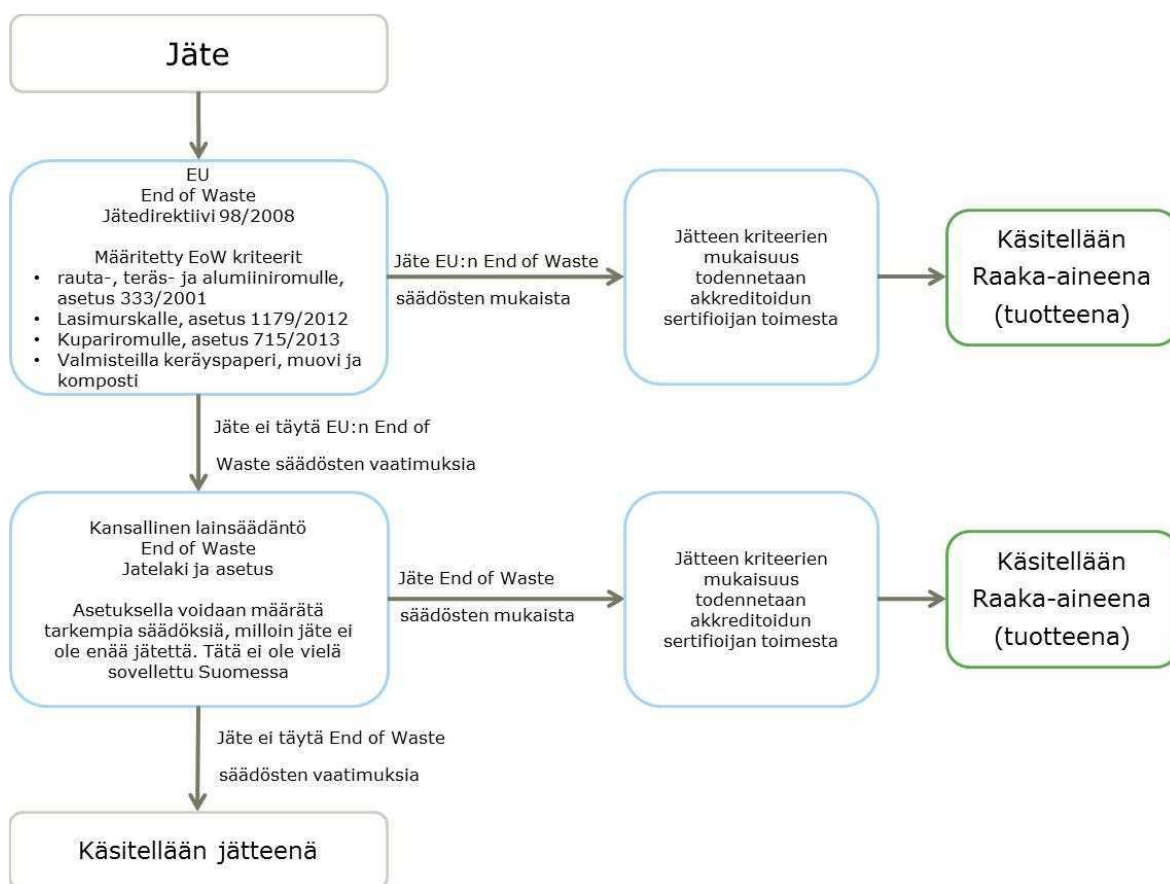 Jäte
EU
End of Waste
Jätedirektiivi 98/2008
Määritetty EoW kriteerit
• rauta-, teräs- ja alumiiniromulle,
asetus 333/2001
• Lasimurskalle, asetus 1179/2012
• Kupariromulle, asetus 715/2013
• Valmisteilla keräyspaperi, muovi ja
komposti
Jäte EU:n End of Waste
säädösten mukaista
Jätteen kriteerien
mukaisuus
todennetaan
akkreditoidun
sertifioijan toimesta
Käsitellään
Raaka-aineena
(tuotteena)
Jäte ei täytä EU:n End of
Waste säädösten vaatimuksia
Kansallinen lainsäädäntö
End of Waste
Jatelaki ja asetus
Asetuksella voidaan määrätä
tarkempia säädöksiä, milloin jäte ei
ole enää jätettä. Tätä ei ole vielä
sovellettu Suomessa
Jäte End of Waste
säädösten mukaista
Jätteen kriteerien
mukaisuus
todennetaan
akkreditoidun
sertifioijan toimesta
Käsitellään
Raaka-aineena
(tuotteena)
Jäte ei täytä End of Waste
säädösten vaatimuksia
Käsitellään jätteenä